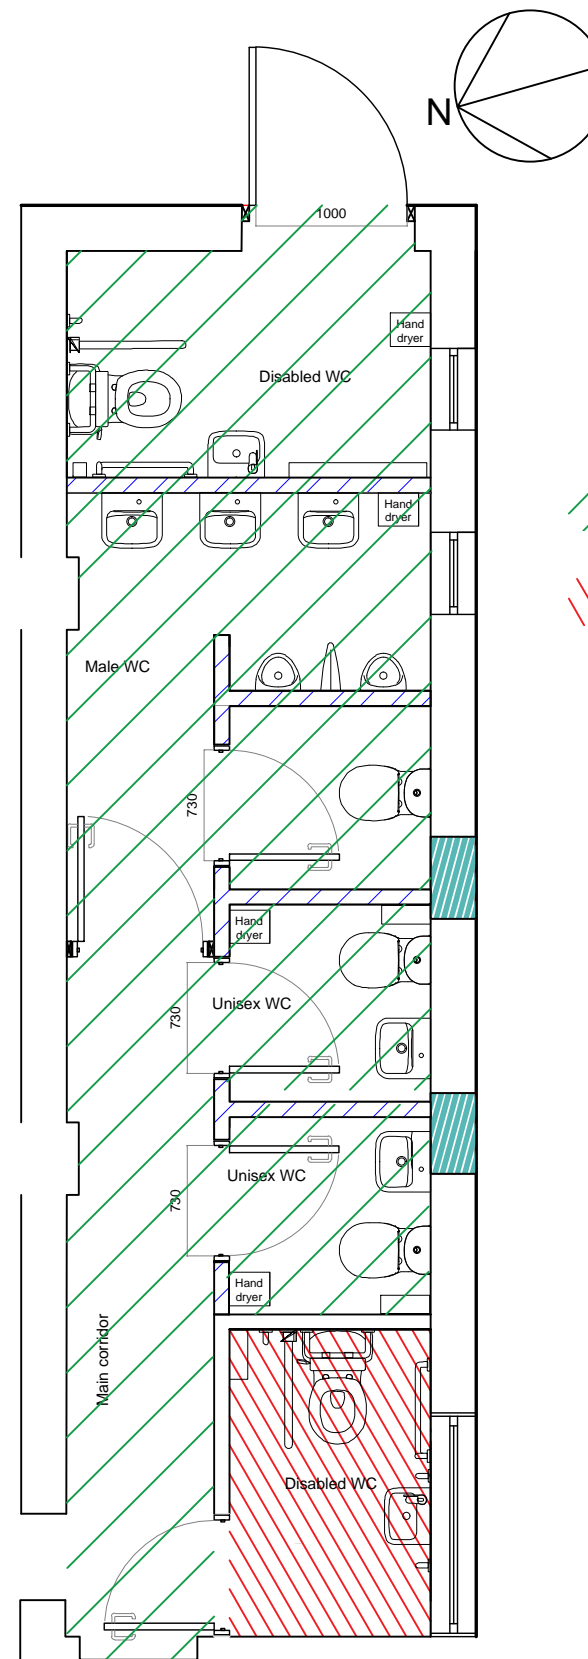 N
1000
Hand
dryer
Disabled WC
Hand
dryer
Male WC
730
Hand
dryer
Unisex WC
730
Unisex WC
730
Hand
dryer
Main corridor
Disabled WC